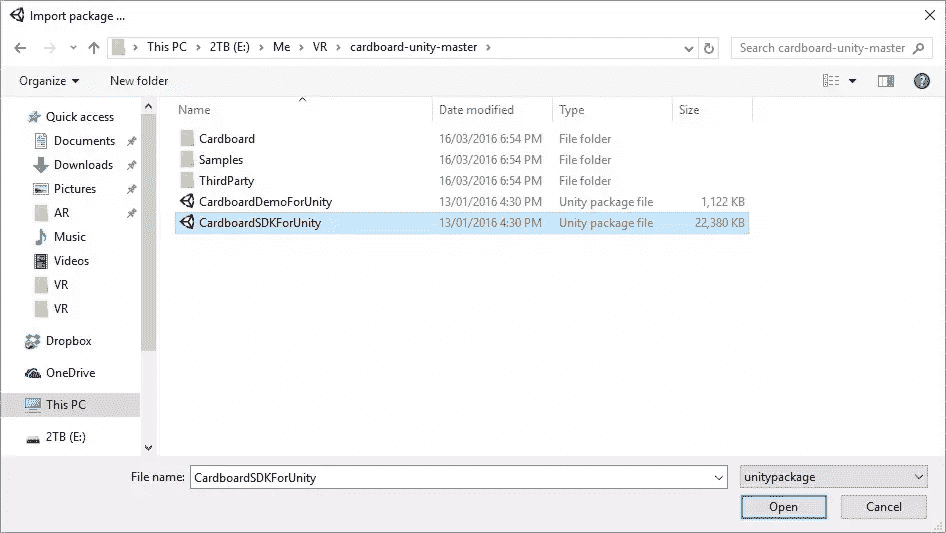 Import package ...
This PC > 2TB (E:) > Me > VR > cardboard-unity-master >
Search cardboard-unity-master
Organize
New folder
Name
Date modified
Type
Size
Quick access
Documents
Downloads
Pictures
AR
Music
Videos
VR
VR
Dropbox
OneDrive
This PC
2TB (E:)
Cardboard 16/03/2016 6:54 PM File folder
Samples 16/03/2016 6:54 PM File folder
ThirdParty 16/03/2016 6:54 PM File folder
CardboardDemoForUnity 13/01/2016 4:30 PM Unity package file 1,122 KB
CardboardSDKForUnity 13/01/2016 4:30 PM Unity package file 22,380 KB
File name: CardboardSDKForUnity
unitypackage
Open
Cancel